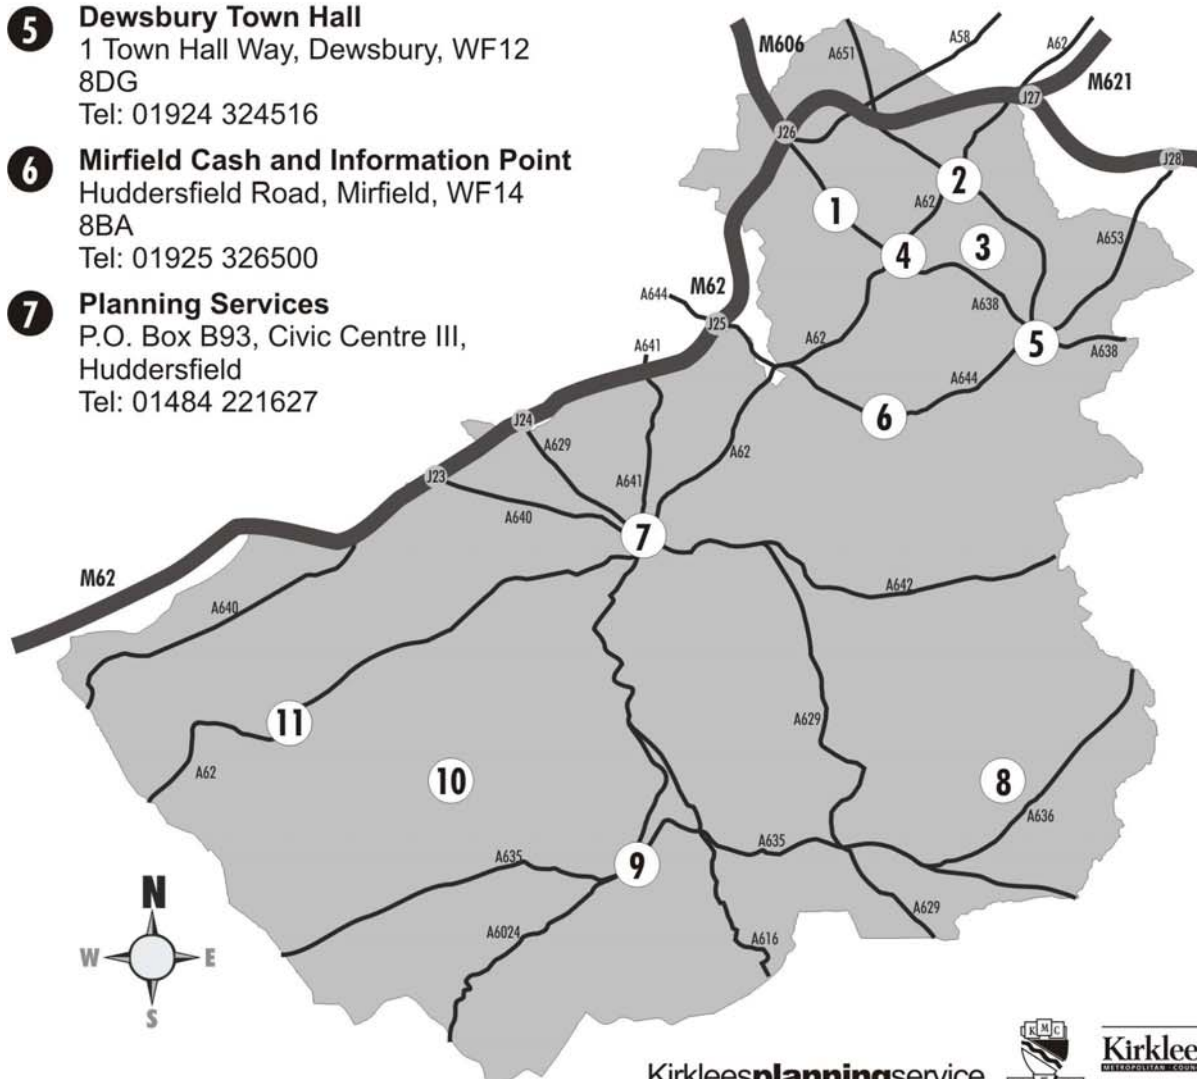 5 Dewsbury Town Hall
1 Town Hall Way, Dewsbury, WF12
8DG
Tel: 01924 324516
6 Mirfield Cash and Information Point
Huddersfield Road, Mirfield, WF14
8BA
Tel: 01925 326500
7 Planning Services
P.O. Box B93, Civic Centre III,
Huddersfield
Tel: 01484 221627
M606
A651
A58
A62
M621
J27
J26
J28
2
1
A62
3
A653
4
M62
A644
A638
J25
A62
5
A638
A641
A644
6
J24
A629
A62
J23
A641
A640
7
M62
A642
A640
11
A629
A62
10
8
A636
A635
A635
9
N
W E
S
A6024
A616
A629
KMC
Kirklees
METROPOLITAN COUN
Kirkleesplanningservice